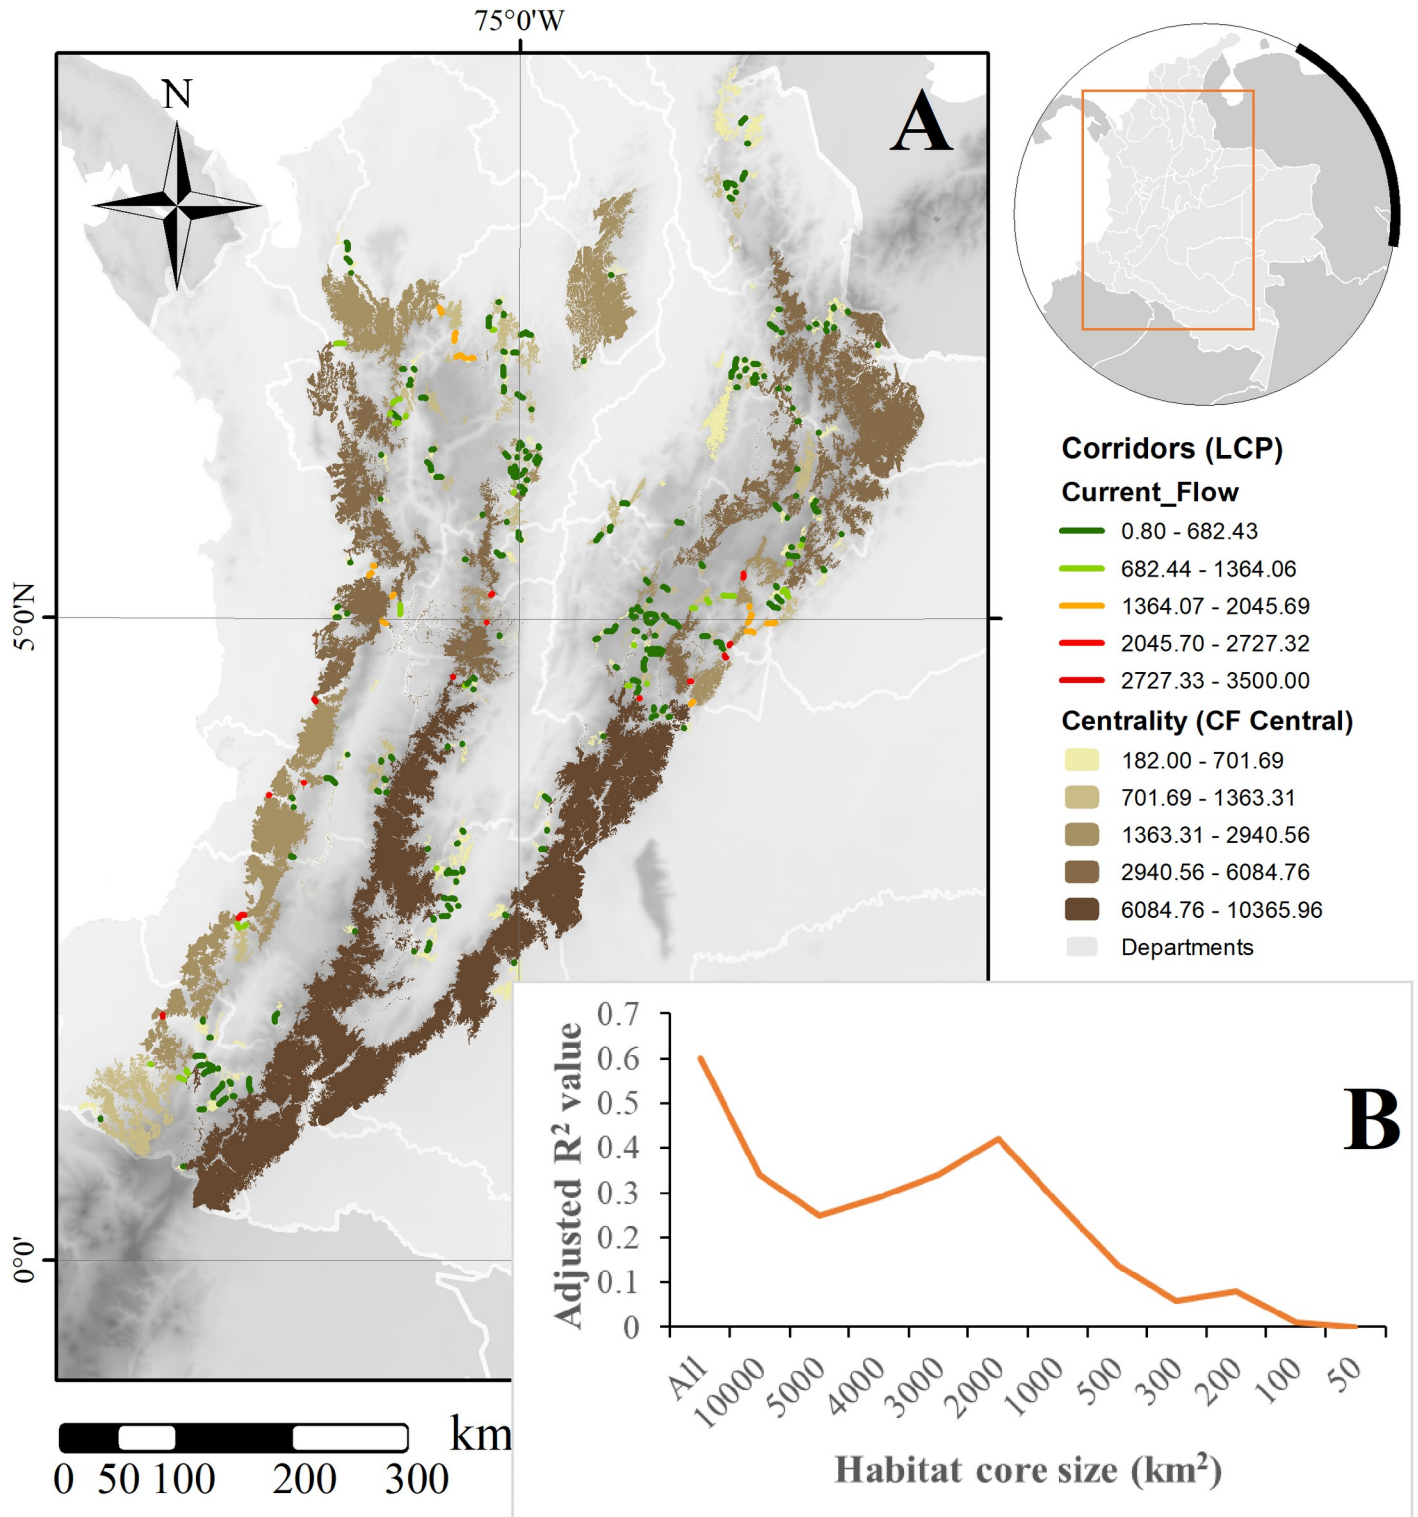 75°0'W
N
A
5°0'N
0°0'
0 50 100 200 300 km
Corridors (LCP)
Current_Flow
0.80 - 682.43
682.44 - 1364.06
1364.07 - 2045.69
2045.70 - 2727.32
2727.33 - 3500.00
Centrality (CF Central)
182.00 - 701.69
701.69 - 1363.31
1363.31 - 2940.56
2940.56 - 6084.76
6084.76 - 10365.96
Departments
B
Adjusted R² value
0.7
0.6
0.5
0.4
0.3
0.2
0.1
0
All 10000 5000 4000 3000 2000 1000 500 300 200 100 50
Habitat core size (km²)